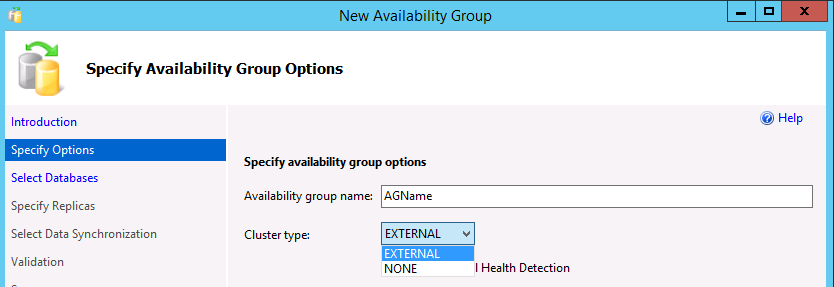 New Availability Group
Specify Availability Group Options
Introduction
Help
Specify Options
Specify availability group options
Select Databases
Availability group name: AGName
Specify Replicas
Select Data Synchronization
Cluster type: EXTERNAL
EXTERNAL
NONE
l Health Detection
Validation